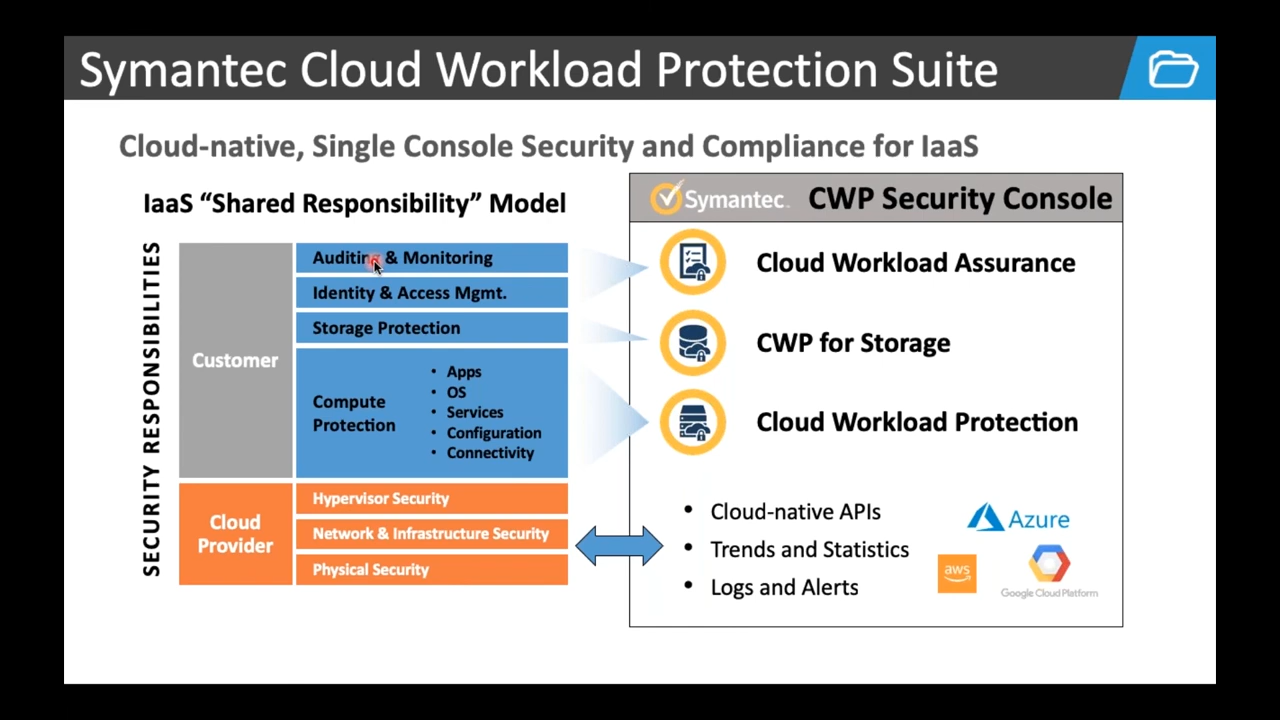 Symantec Cloud Workload Protection Suite
Cloud-native, Single Console Security and Compliance for IaaS
IaaS “Shared Responsibility” Model
SECURITY RESPONSIBILITIES
Customer
Auditing & Monitoring
Identity & Access Mgmt.
Storage Protection
Compute
Protection
• Apps
• OS
• Services
• Configuration
• Connectivity
Cloud
Provider
Hypervisor Security
Network & Infrastructure Security
Physical Security
Symantec™ CWP Security Console
Cloud Workload Assurance
CWP for Storage
Cloud Workload Protection
• Cloud-native APIs
• Trends and Statistics
• Logs and Alerts
Azure
aws
Google Cloud Platform